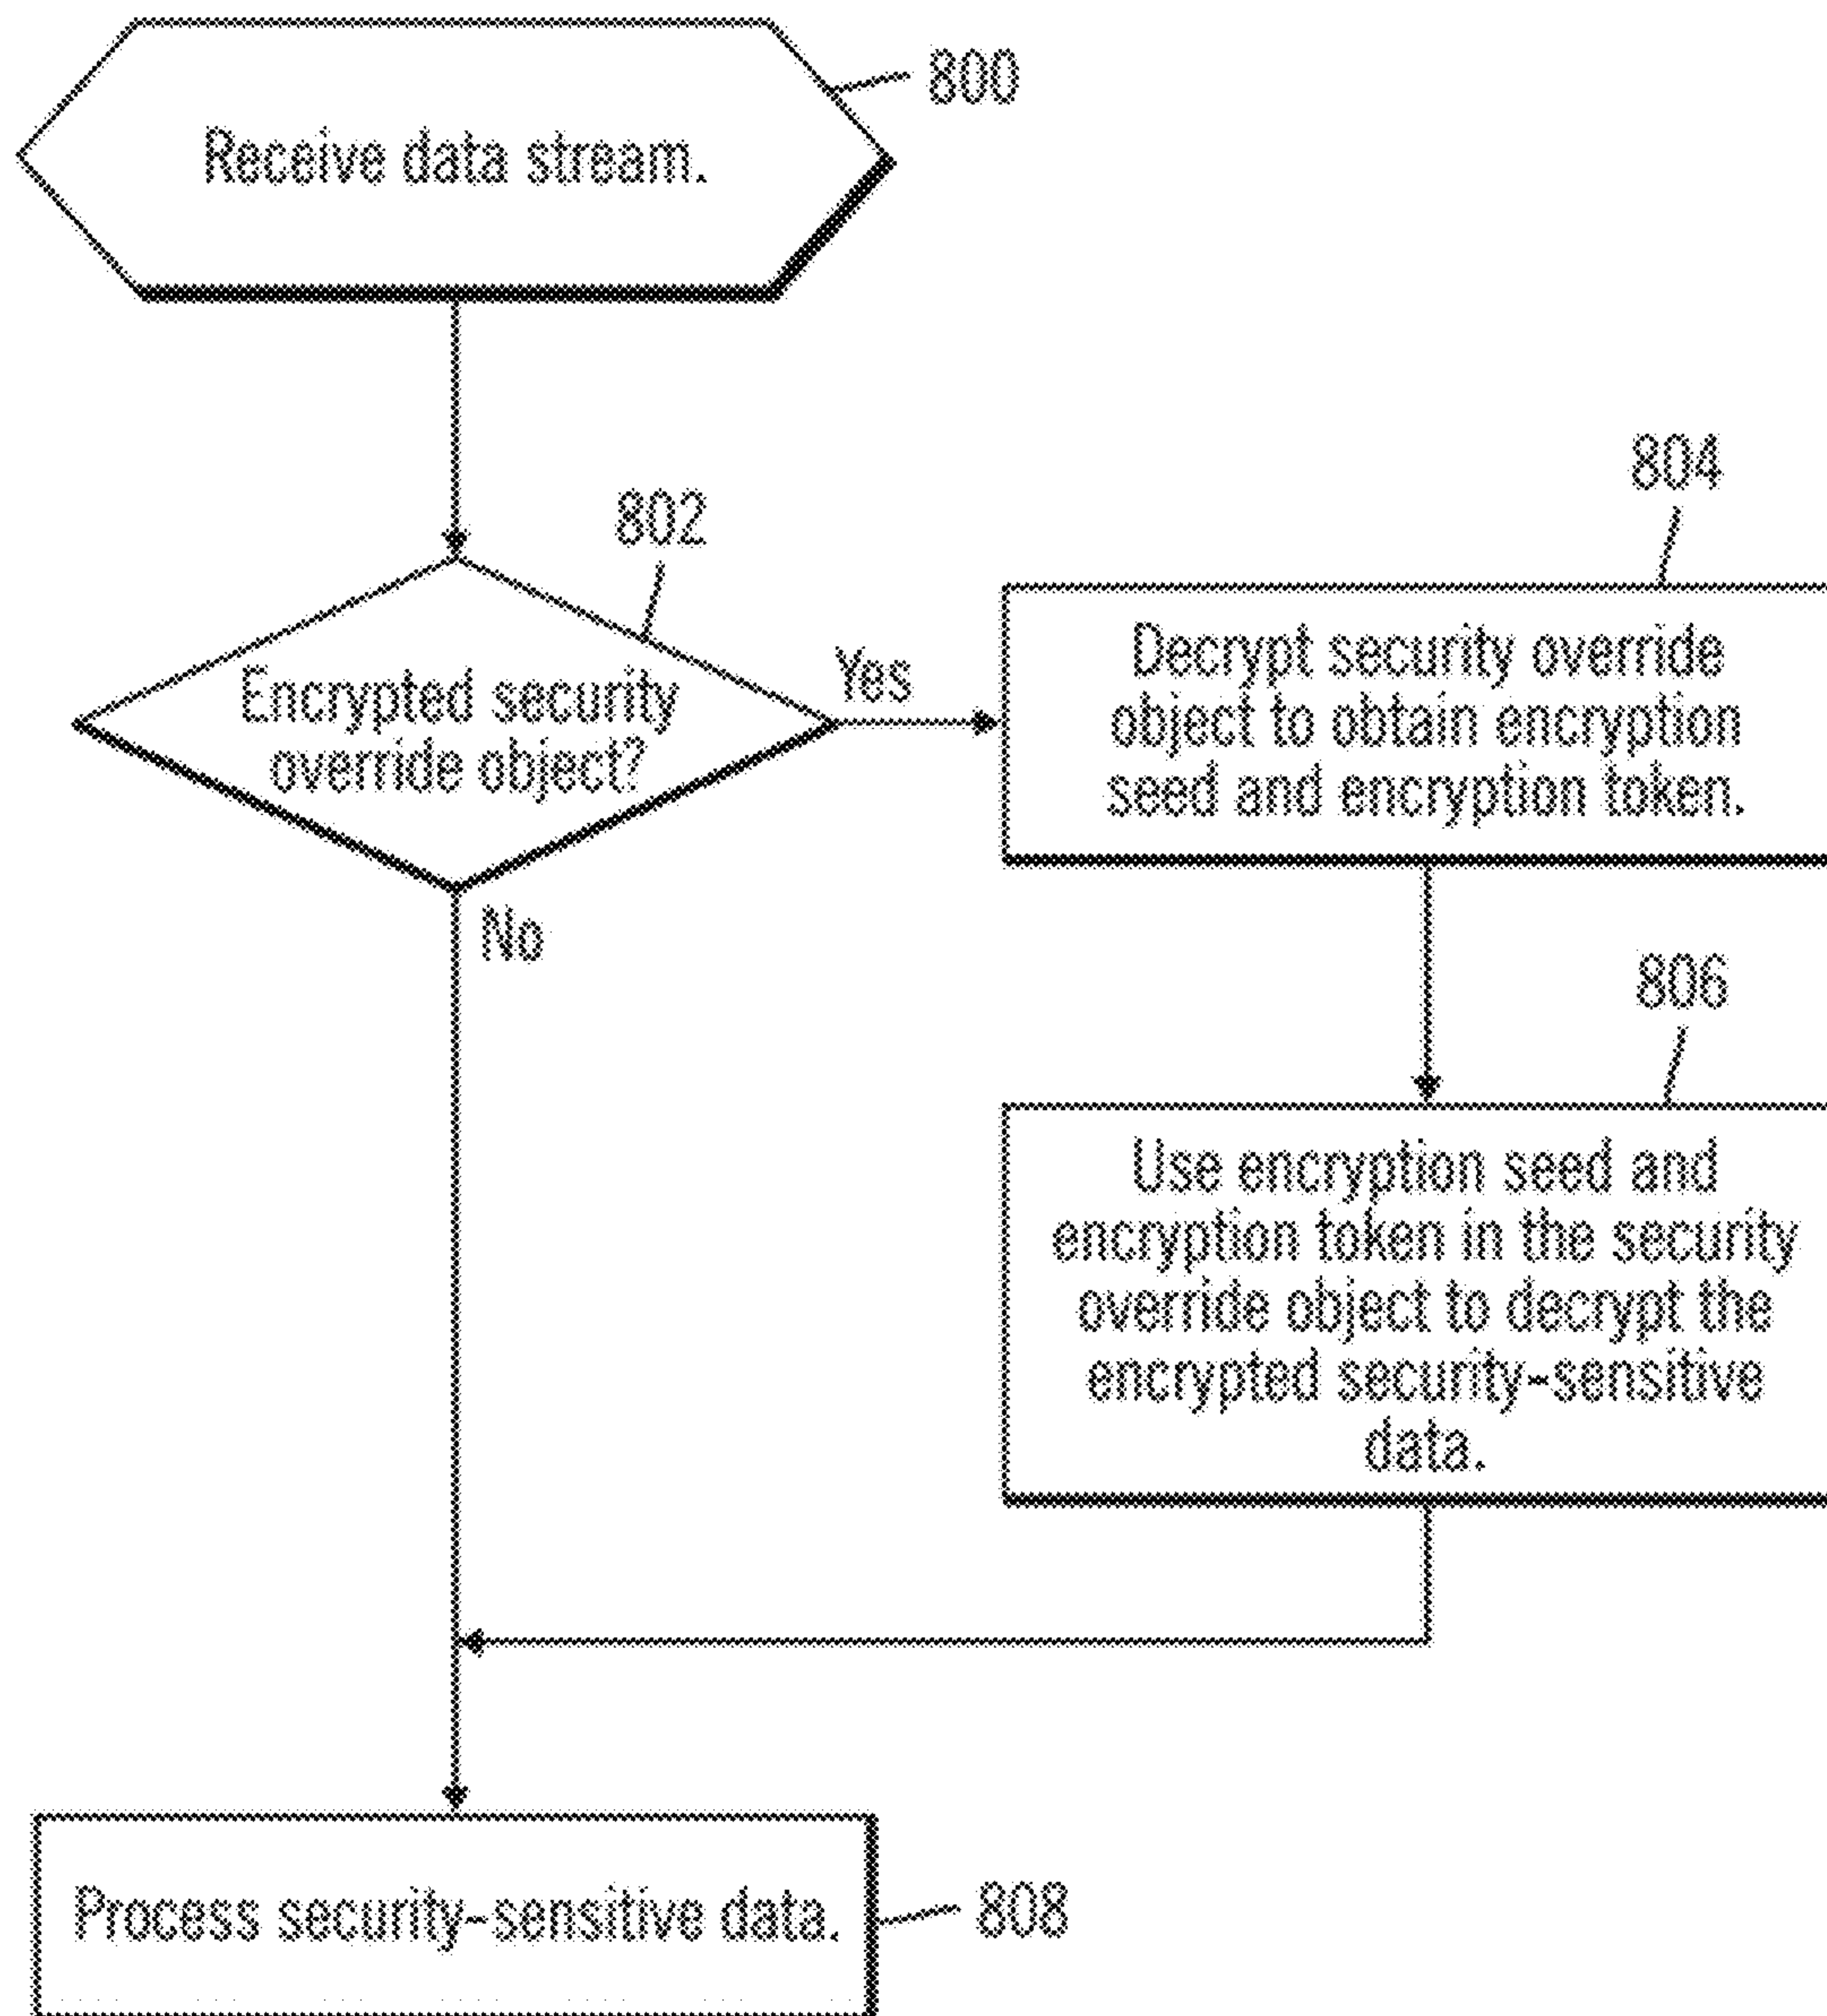 800
Receive data stream.
802
Encrypted security
override object?
Yes
No
804
Decrypt security override
object to obtain encryption
seed and encryption token.
806
Use encryption seed and
encryption token in the security
override object to decrypt the
encrypted security-sensitive
data.
Process security-sensitive data.
808